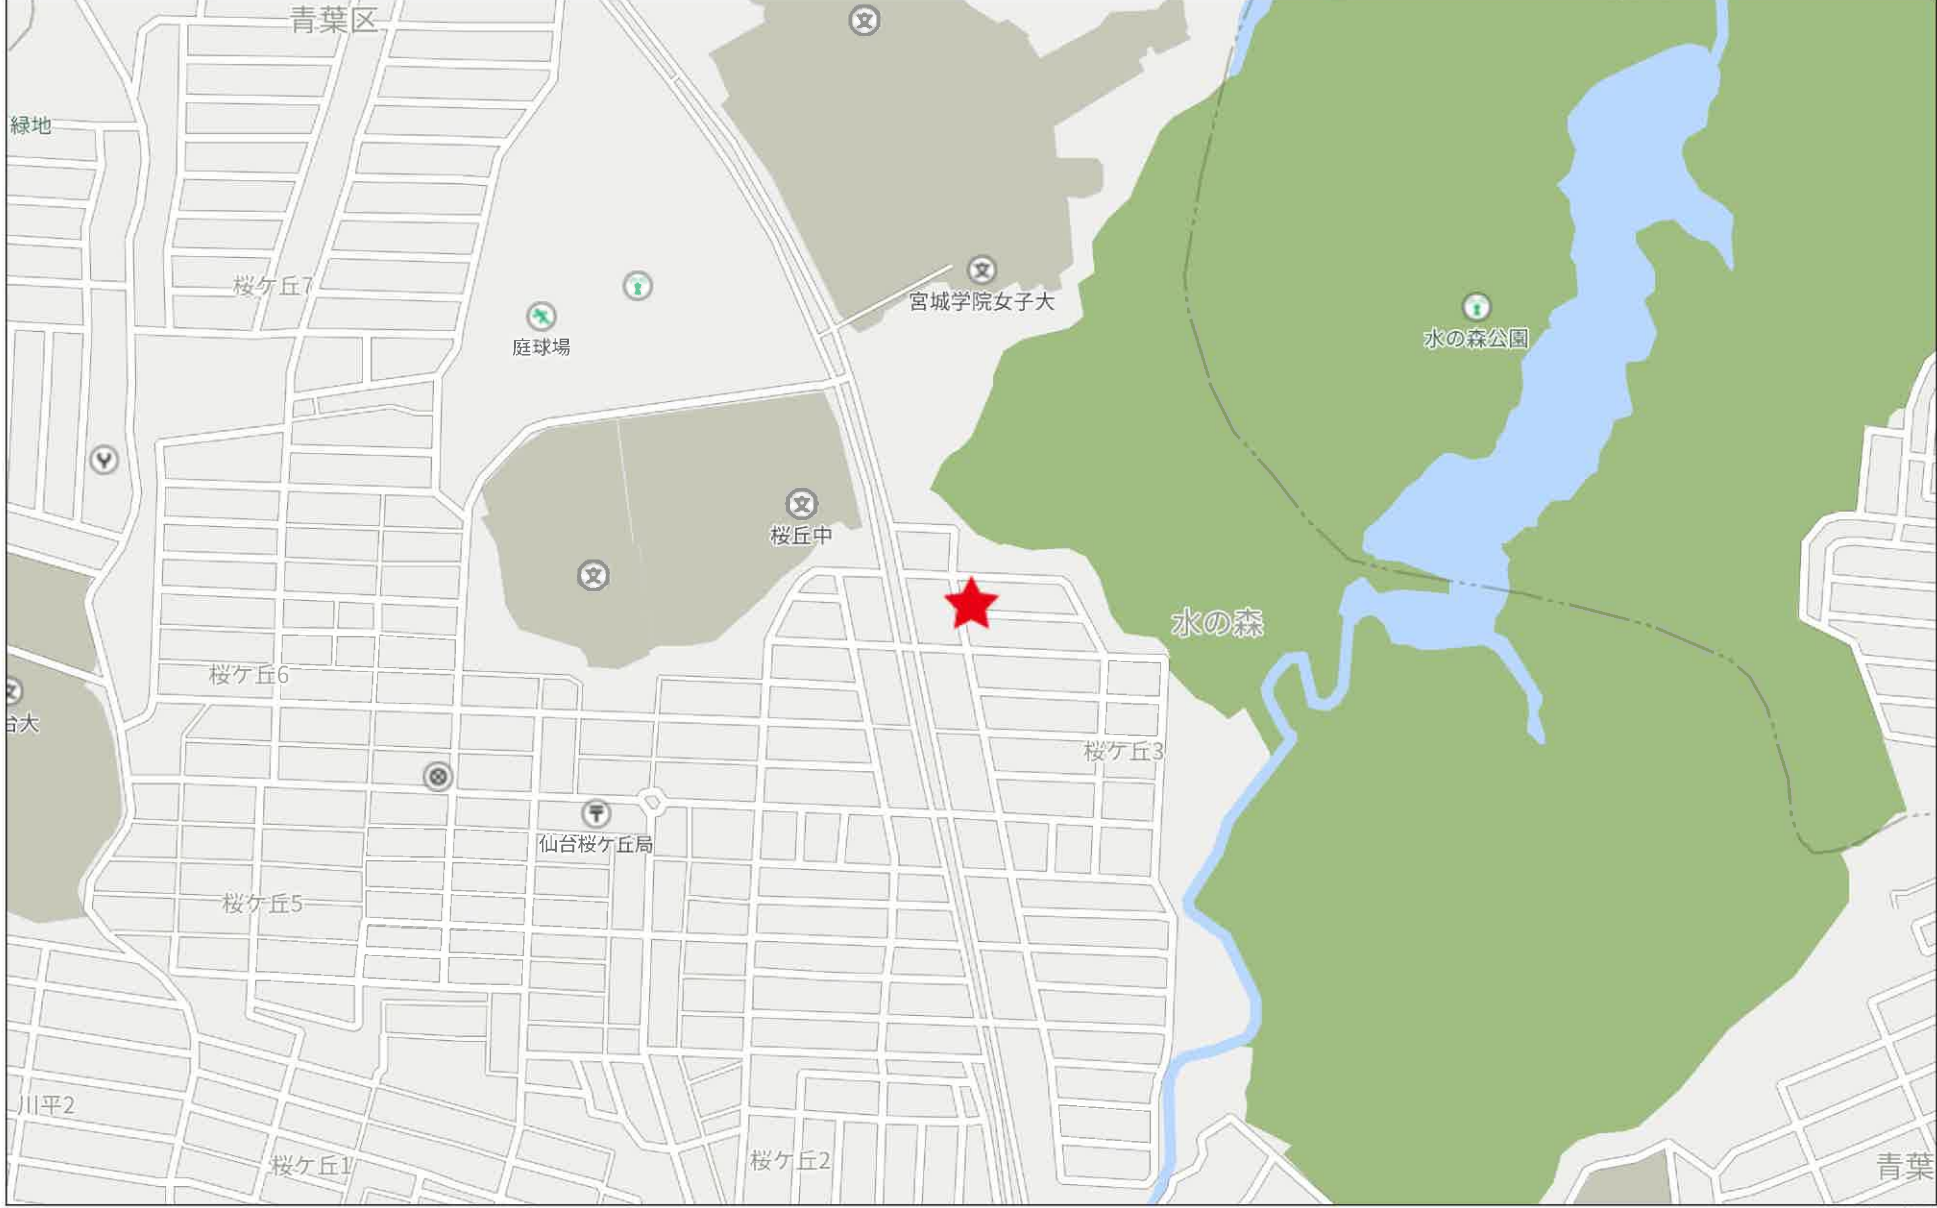 青葉区
緑地
桜ケ丘7
庭球場
宮城学院女子大
水の森公園
桜丘中
水の森
桜ケ丘6
台大
桜ケ丘3
仙台桜ケ丘局
桜ケ丘5
川平2
桜ケ丘1
桜ケ丘2
青葉